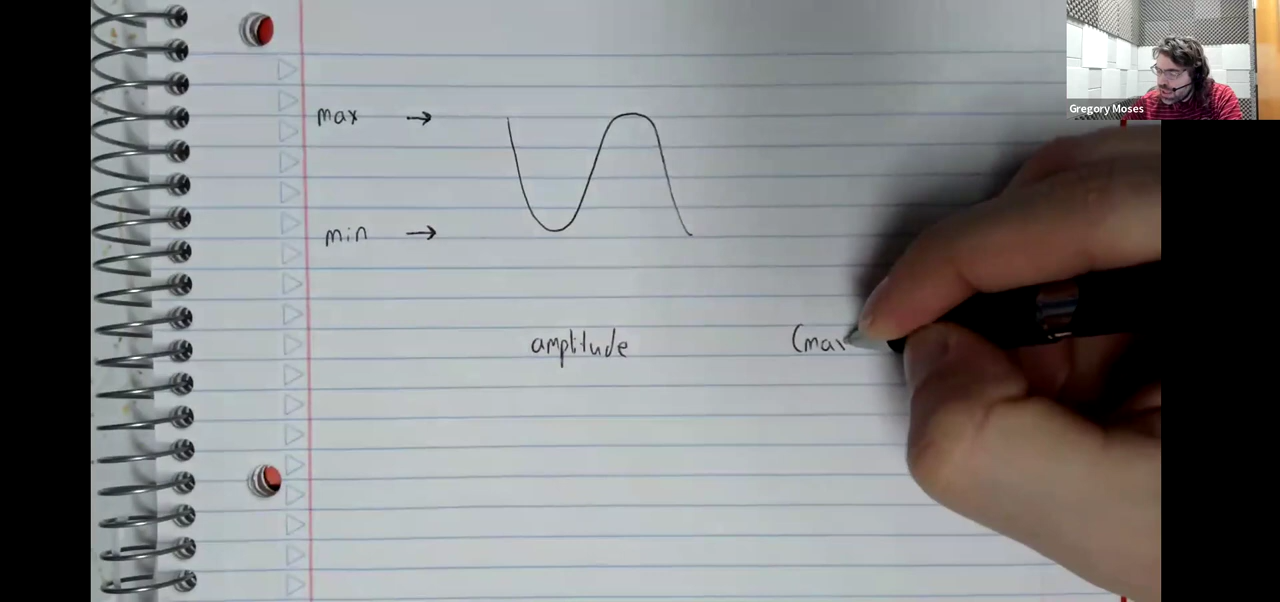 Gregory Moses
max →
min →
amplitude (max